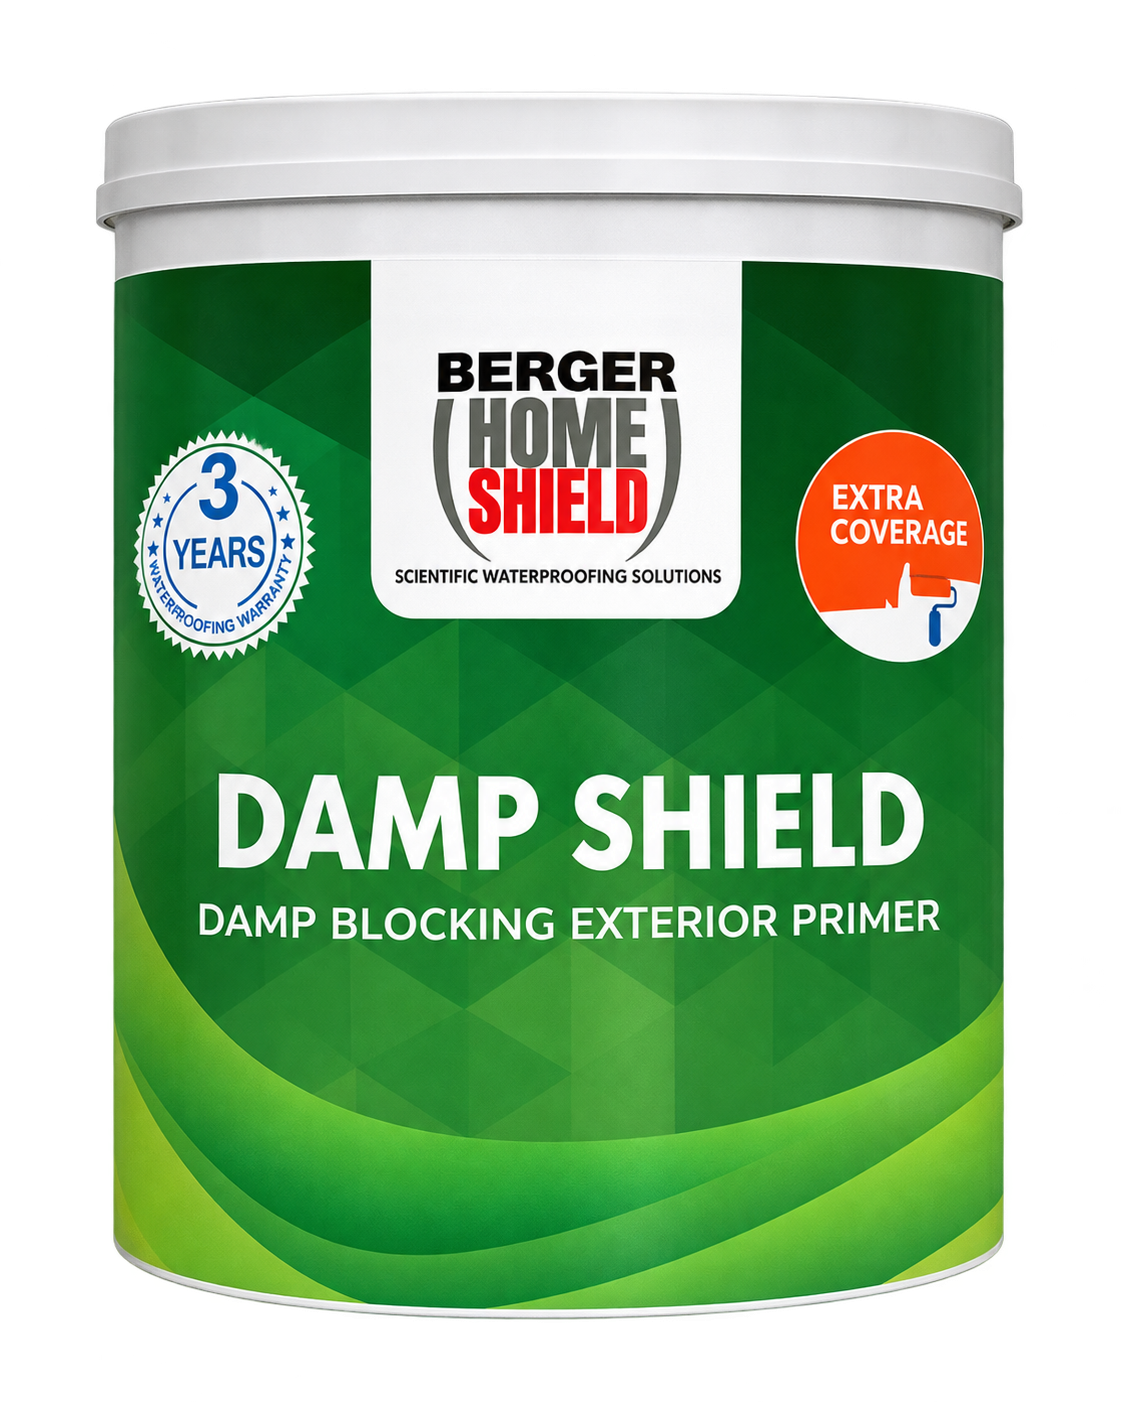 BERGER
HOME
SHIELD
SCIENTIFIC WATERPROOFING SOLUTIONS
3
YEARS
WATERPROOFING WARRANTY
EXTRA
COVERAGE
DAMP SHIELD
DAMP BLOCKING EXTERIOR PRIMER